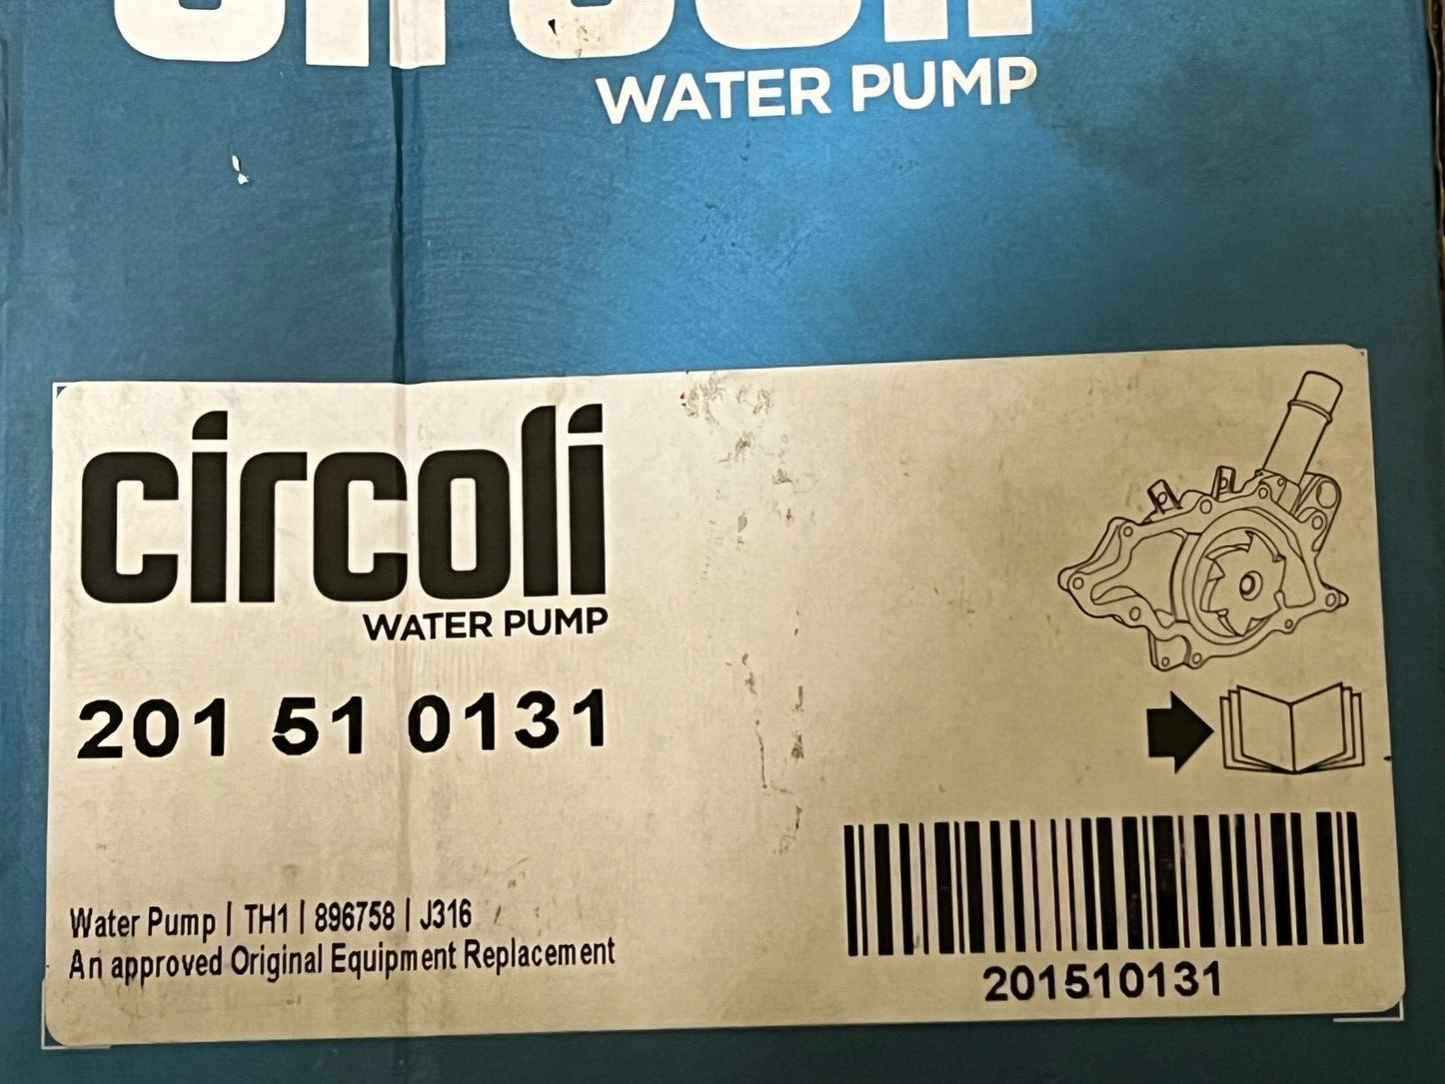 circoli
WATER PUMP
circoli
WATER PUMP
201 51 0131
Water Pump | TH1 | 896758 | J316
An approved Original Equipment Replacement
201510131